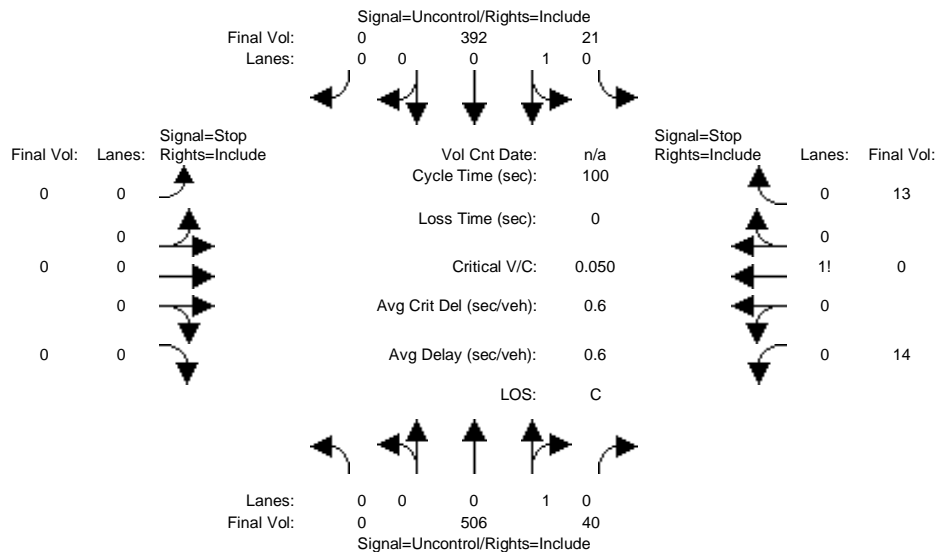 Signal=Uncontrol/Rights=Include
Final Vol: 0 392 21
Lanes: 0 0 0 1 0
Signal=Stop
Final Vol: Lanes: Rights=Include
Vol Cnt Date: n/a
Signal=Stop
Rights=Include Lanes: Final Vol:
Cycle Time (sec): 100
0 0
0 13
Loss Time (sec): 0
0
0
0 0
Critical V/C: 0.050
1! 0
0
Avg Crit Del (sec/veh): 0.6
0
0 0
Avg Delay (sec/veh): 0.6
0 14
LOS: C
Lanes: 0 0 0 1 0
Final Vol: 0 506 40
Signal=Uncontrol/Rights=Include